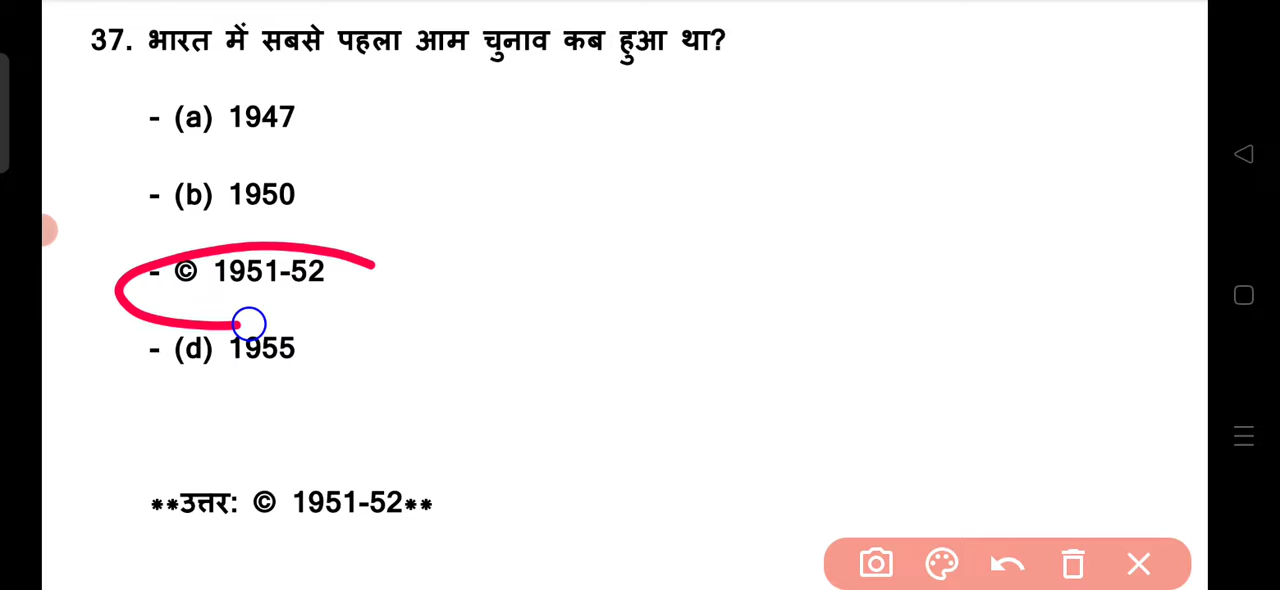 37. भारत में सबसे पहला आम चुनाव कब हुआ था?
- (a) 1947
- (b) 1950
- © 1951-52
- (d) 1955
**उत्तर: © 1951-52**